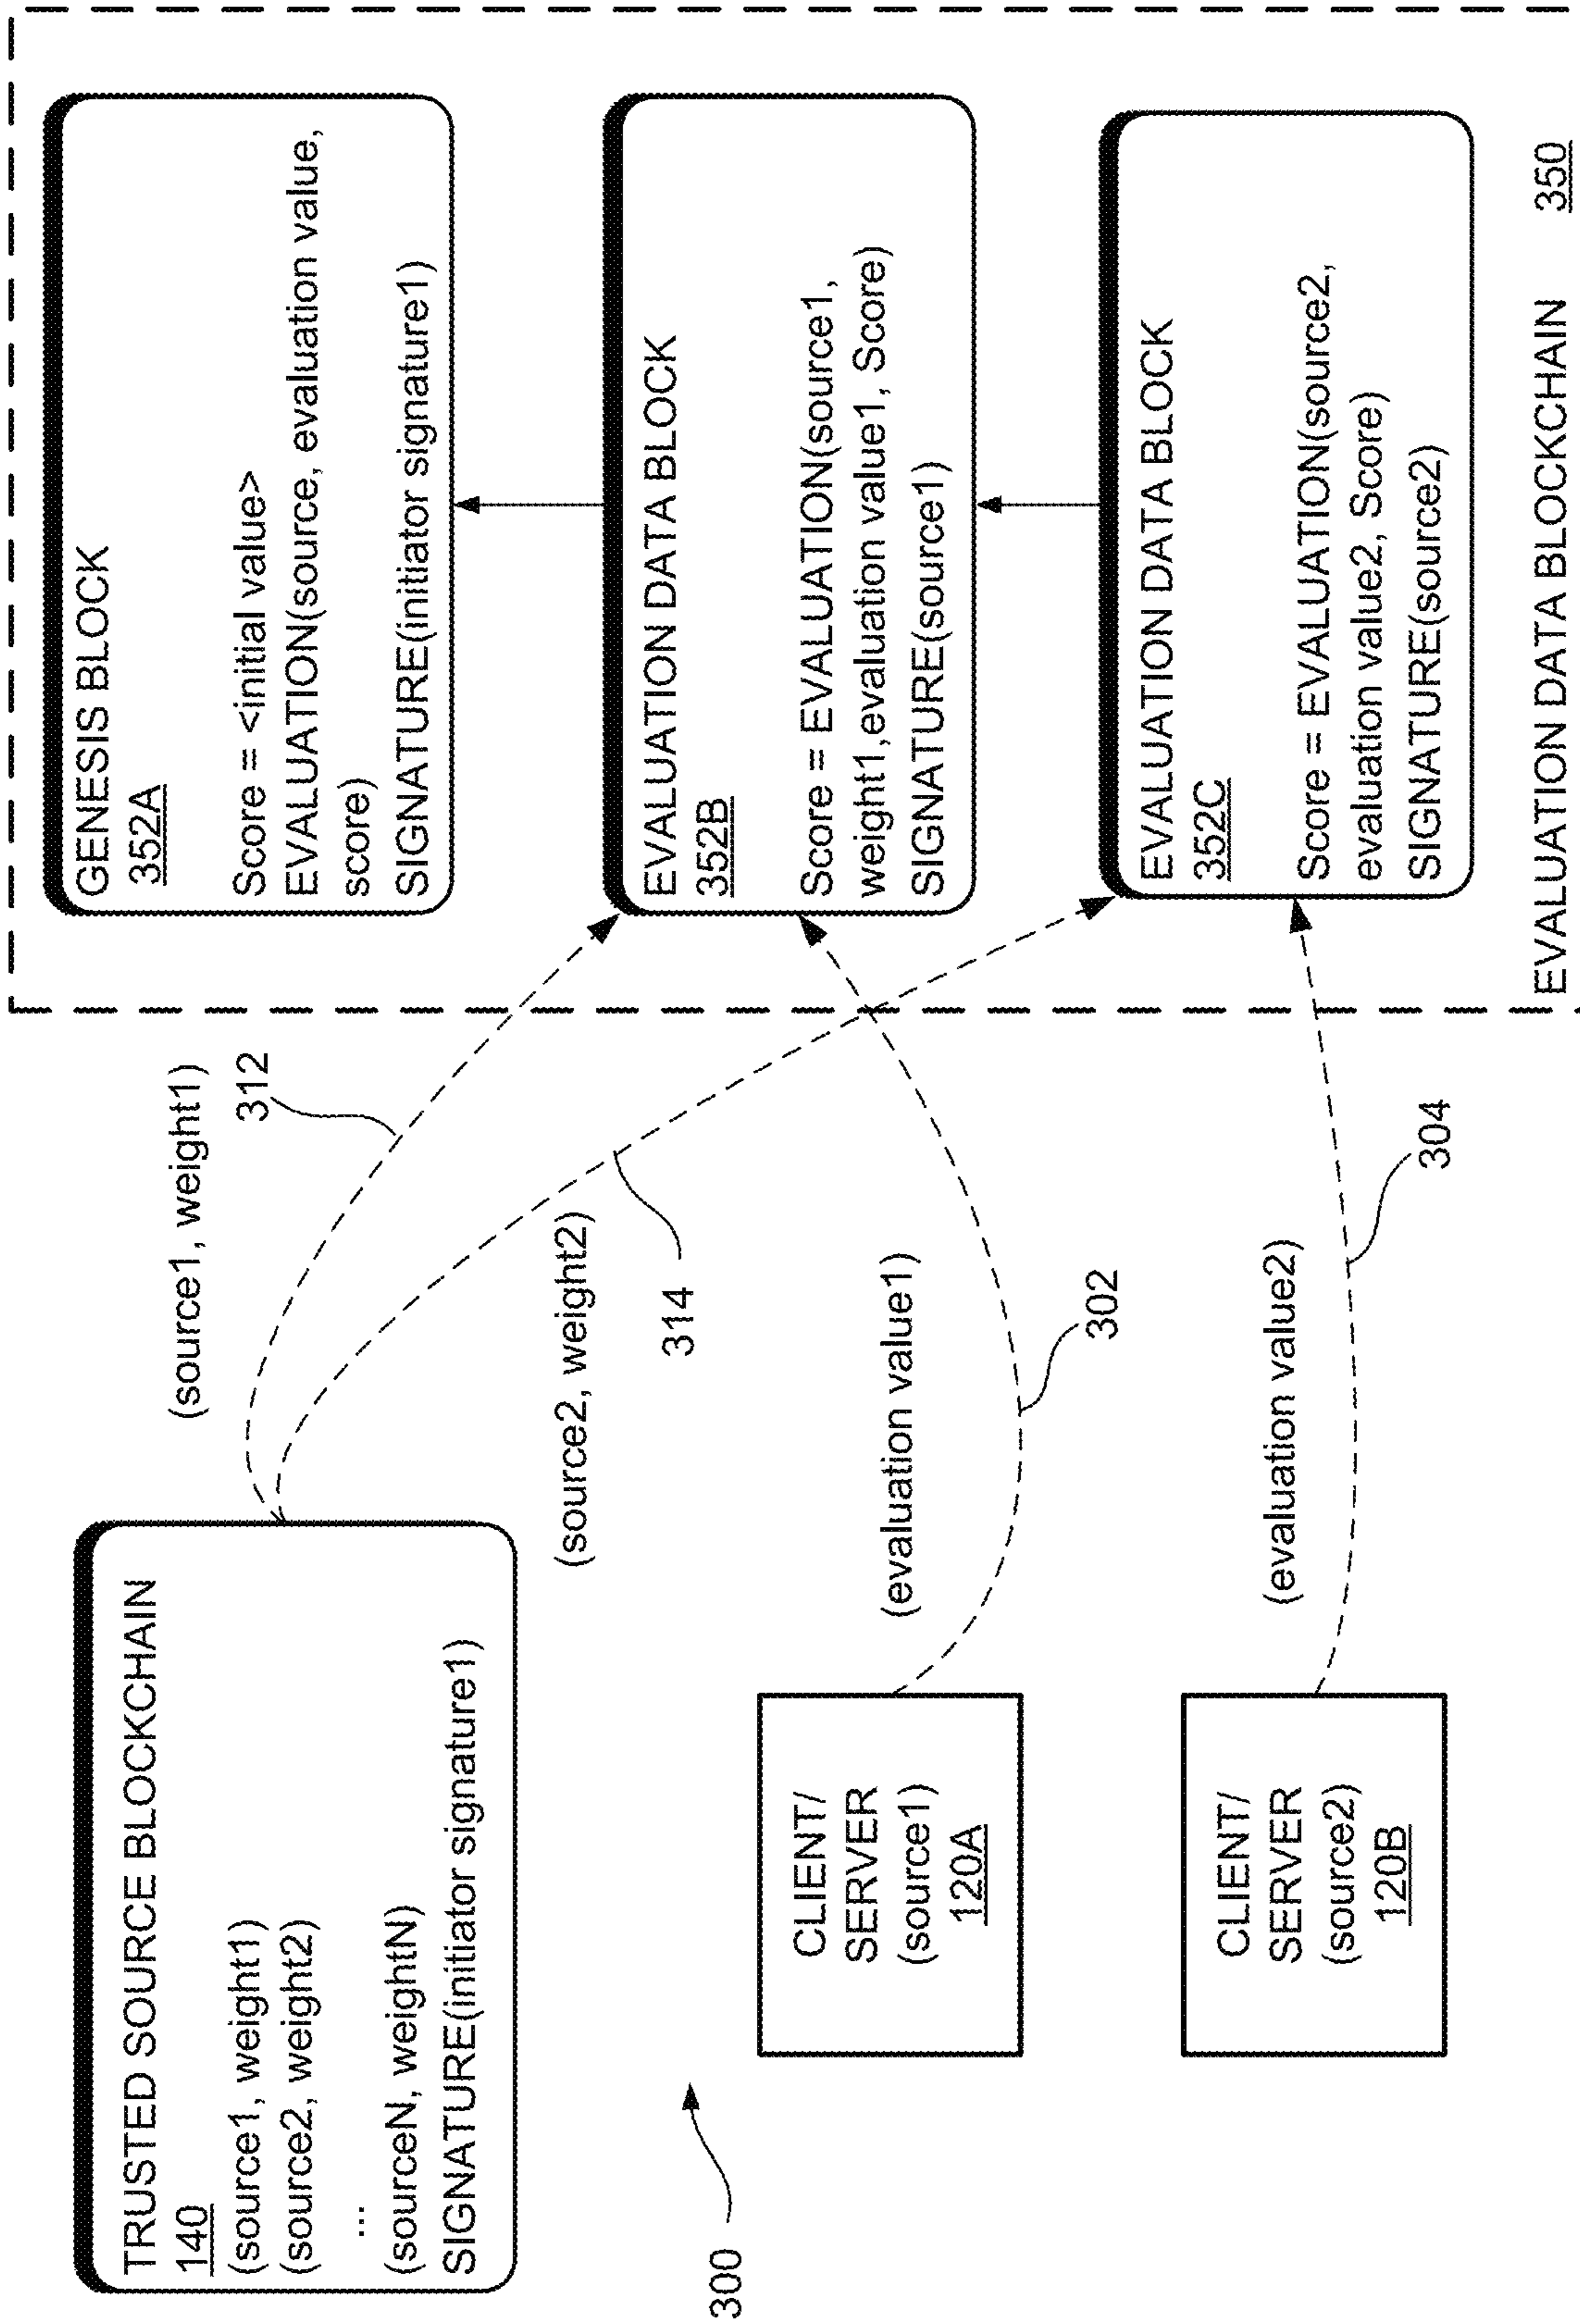 TRUSTED SOURCE BLOCKCHAIN
140
(source1, weight1)
(source2, weight2)
...
(sourceN, weightN)
SIGNATURE(initiator signature1)
(source1, weight1)
312
(source2, weight2)
314
GENESIS BLOCK
352A
Score = <initial value>
EVALUATION(source, evaluation value,
score)
SIGNATURE(initiator signature1)
300
CLIENT/
SERVER
(source1)
120A
(evaluation value1)
302
EVALUATION DATA BLOCK
352B
Score = EVALUATION(source1,
weight1,evaluation value1, Score)
SIGNATURE(source1)
CLIENT/
SERVER
(source2)
120B
(evaluation value2)
304
EVALUATION DATA BLOCK
352C
Score = EVALUATION(source2,
evaluation value2, Score)
SIGNATURE(source2)
EVALUATION DATA BLOCKCHAIN 350